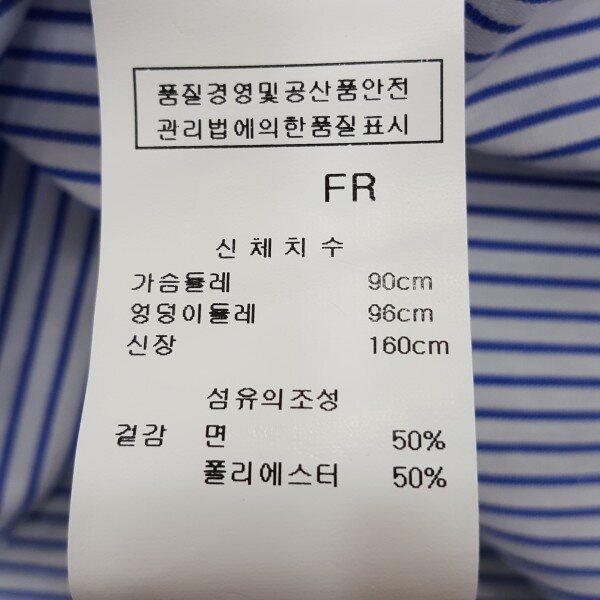 품질경영및공산품안전
관리법에의한품질표시
FR
신체치수
가슴둘레 90cm
엉덩이둘레 96cm
신장 160cm
섬유의조성
겉감 면 50%
폴리에스터 50%